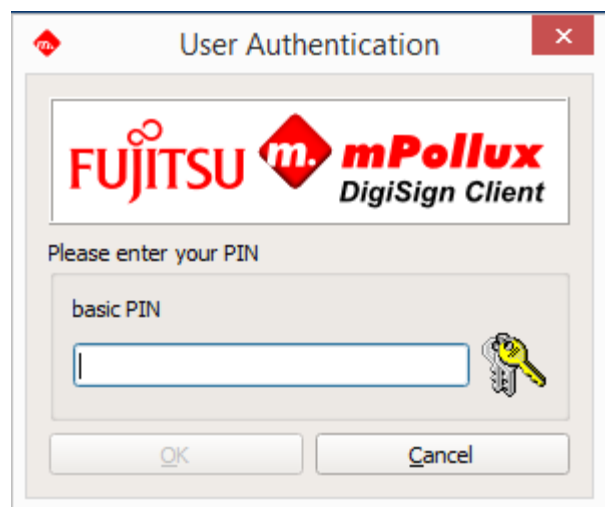 m.
User Authentication
×
FUJITSU m. mPollux
DigiSign Client
Please enter your PIN
basic PIN
OK
Cancel